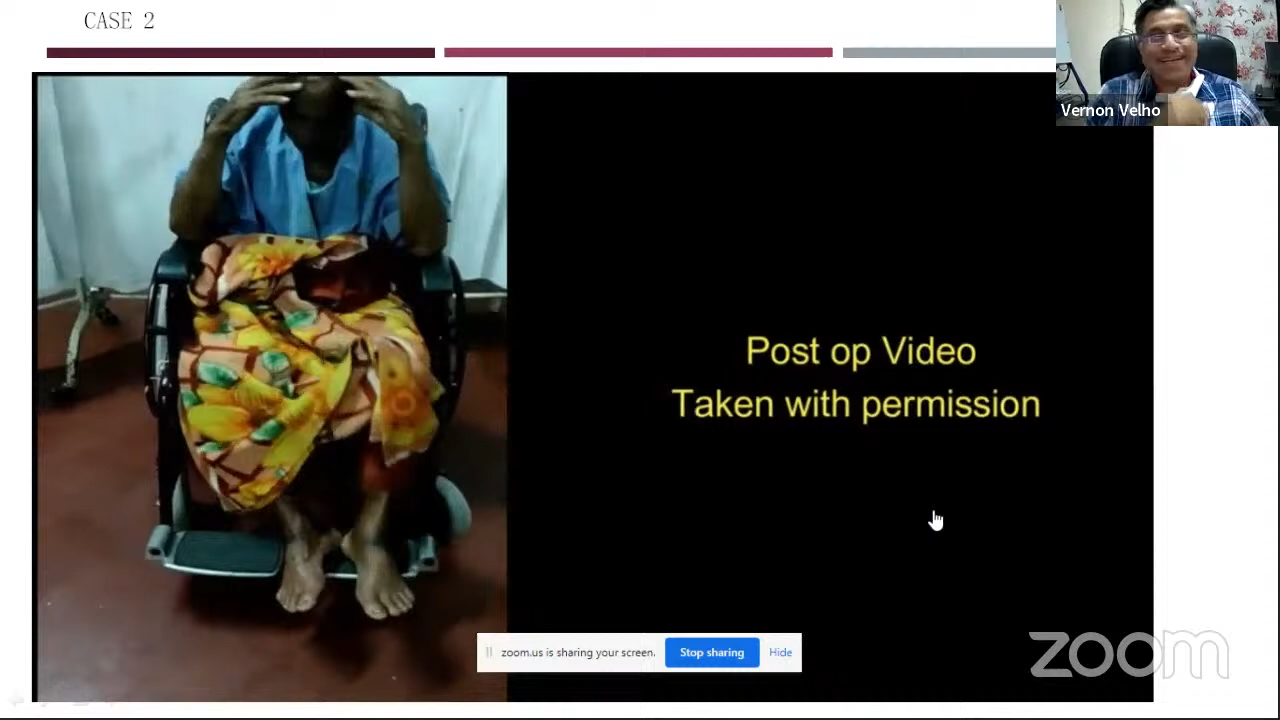 CASE 2
Vernon Velho
Post op Video
Taken with permission
zoom.us is sharing your screen.
Stop sharing
Hide
zoom